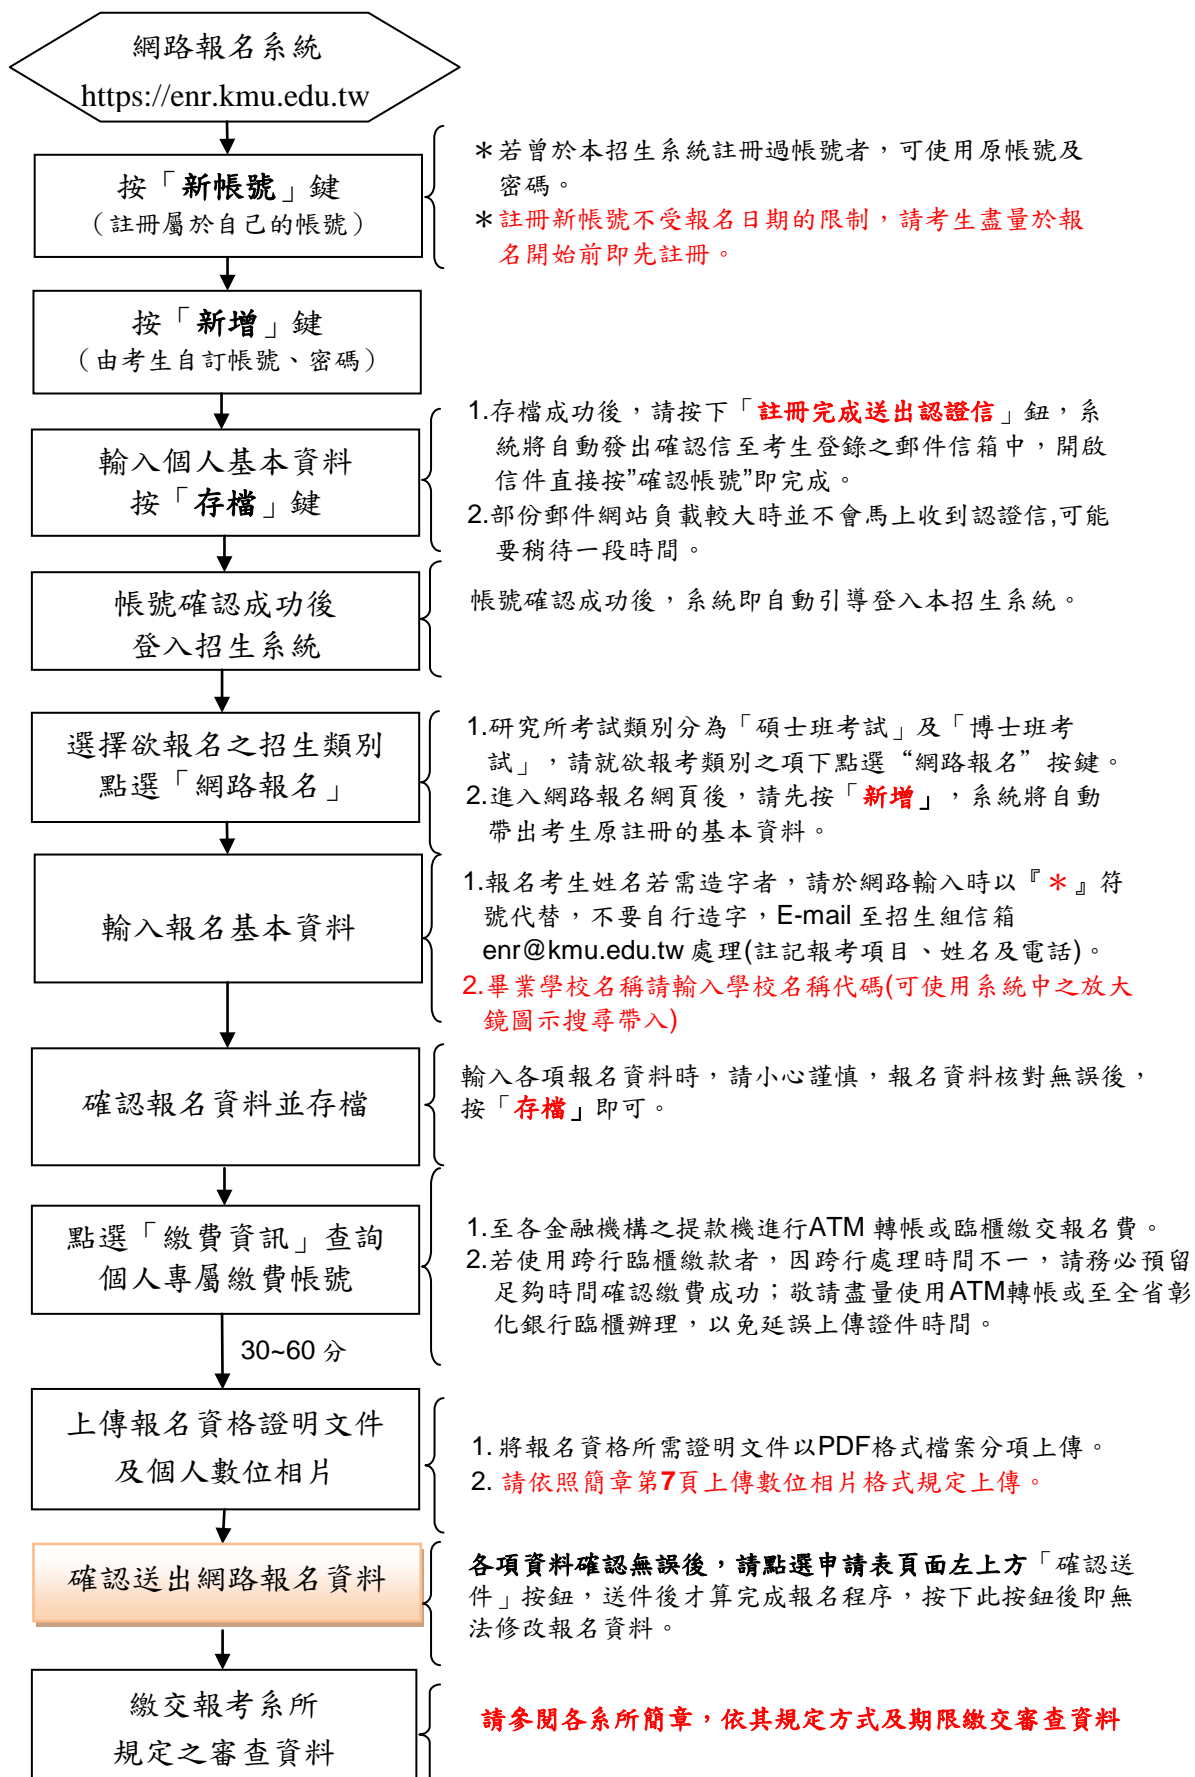 網路報名系統
https://enr.kmu.edu.tw
按「新帳號」鍵
（註冊屬於自己的帳號）
＊若曾於本招生系統註冊過帳號者，可使用原帳號及
密碼。
＊註冊新帳號不受報名日期的限制，請考生盡量於報
名開始前即先註冊。
按「新增」鍵
（由考生自訂帳號、密碼）
輸入個人基本資料
按「存檔」鍵
1.存檔成功後，請按下「註冊完成送出認證信」鈕，系
統將自動發出確認信至考生登錄之郵件信箱中，開啟
信件直接按”確認帳號”即完成。
2.部份郵件網站負載較大時並不會馬上收到認證信,可能
要稍待一段時間。
帳號確認成功後
登入招生系統
帳號確認成功後，系統即自動引導登入本招生系統。
選擇欲報名之招生類別
點選「網路報名」
1.研究所考試類別分為「碩士班考試」及「博士班考
試」，請就欲報考類別之項下點選“網路報名”按鍵。
2.進入網路報名網頁後，請先按「新增」，系統將自動
帶出考生原註冊的基本資料。
輸入報名基本資料
1.報名考生姓名若需造字者，請於網路輸入時以『＊』符
號代替，不要自行造字，E-mail 至招生組信箱
enr@kmu.edu.tw 處理(註記報考項目、姓名及電話)。
2.畢業學校名稱請輸入學校名稱代碼(可使用系統中之放大
鏡圖示搜尋帶入)
確認報名資料並存檔
輸入各項報名資料時，請小心謹慎，報名資料核對無誤後，
按「存檔」即可。
點選「繳費資訊」查詢
個人專屬繳費帳號
1.至各金融機構之提款機進行ATM 轉帳或臨櫃繳交報名費。
2.若使用跨行臨櫃繳款者，因跨行處理時間不一，請務必預留
足夠時間確認繳費成功；敬請盡量使用ATM轉帳或至全省彰
化銀行臨櫃辦理，以免延誤上傳證件時間。
30~60 分
上傳報名資格證明文件
及個人數位相片
1. 將報名資格所需證明文件以PDF格式檔案分項上傳。
2. 請依照簡章第7頁上傳數位相片格式規定上傳。
確認送出網路報名資料
各項資料確認無誤後，請點選申請表頁面左上方「確認送
件」按鈕，送件後才算完成報名程序，按下此按鈕後即無
法修改報名資料。
繳交報考系所
規定之審查資料
請參閱各系所簡章，依其規定方式及期限繳交審查資料